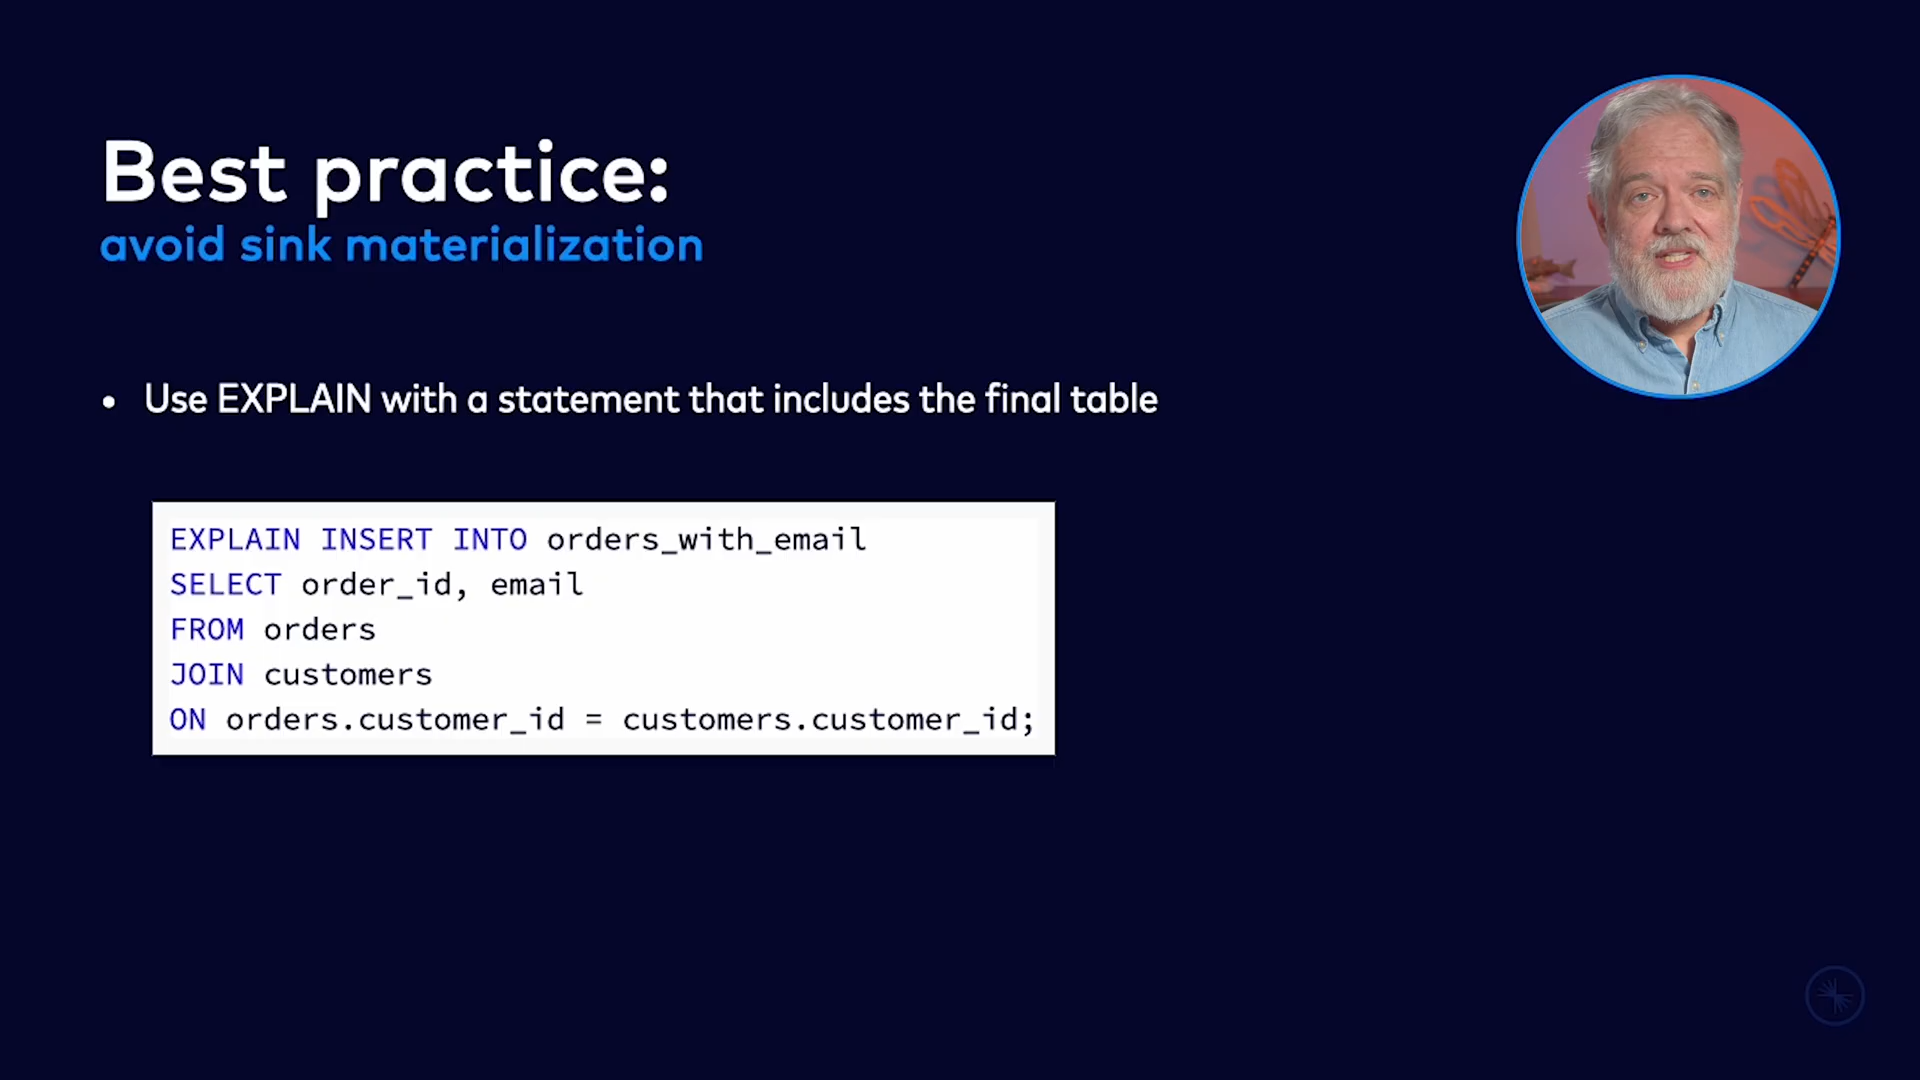 Best practice:
avoid sink materialization
• Use EXPLAIN with a statement that includes the final table
EXPLAIN INSERT INTO orders_with_email
SELECT order_id, email
FROM orders
JOIN customers
ON orders.customer_id = customers.customer_id;